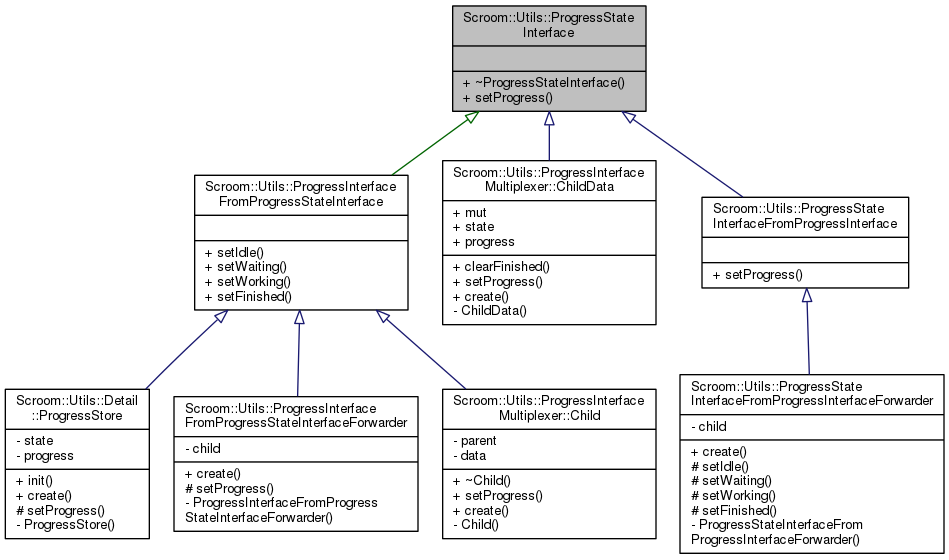 Scroom::Utils::ProgressState
Interface
+ ~ProgressStateInterface()
+ setProgress()
Scroom::Utils::ProgressInterface
FromProgressStateInterface
+ setIdle()
+ setWaiting()
+ setWorking()
+ setFinished()
Scroom::Utils::ProgressInterface
Multiplexer::ChildData
+ mut
+ state
+ progress
+ clearFinished()
+ setProgress()
+ create()
- ChildData()
Scroom::Utils::ProgressState
InterfaceFromProgressInterface
+ setProgress()
Scroom::Utils::Detail
::ProgressStore
- state
- progress
+ init()
+ create()
# setProgress()
- ProgressStore()
Scroom::Utils::ProgressInterface
FromProgressStateInterfaceForwarder
- child
+ create()
# setProgress()
- ProgressInterfaceFromProgress
StateInterfaceForwarder()
Scroom::Utils::ProgressInterface
Multiplexer::Child
- parent
- data
+ ~Child()
+ setProgress()
+ create()
- Child()
Scroom::Utils::ProgressState
InterfaceFromProgressInterfaceForwarder
- child
+ create()
# setIdle()
# setWaiting()
# setWorking()
# setFinished()
- ProgressStateInterfaceFrom
ProgressInterfaceForwarder()